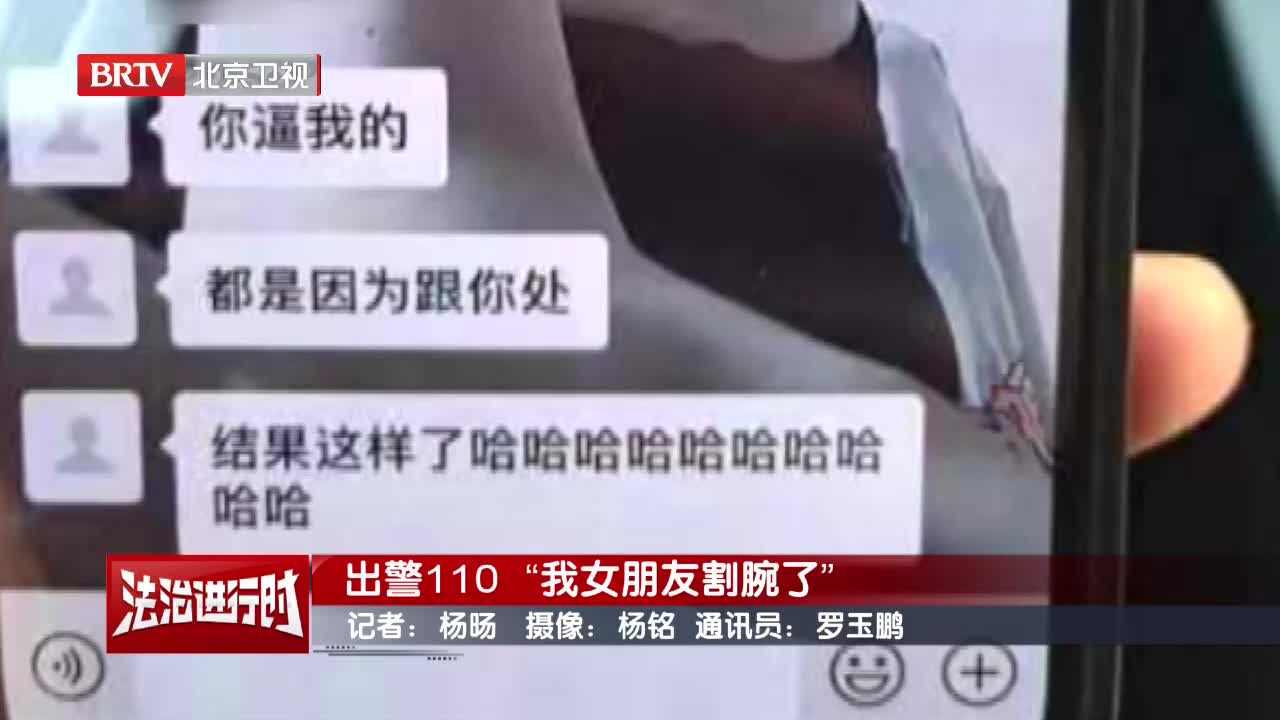 BRTV 北京卫视
你逼我的
都是因为跟你处
结果这样了哈哈哈哈哈哈哈哈
哈哈
法治进行时
出警110 “我女朋友割腕了”
记者：杨旸 摄像：杨铭 通讯员：罗玉鹏